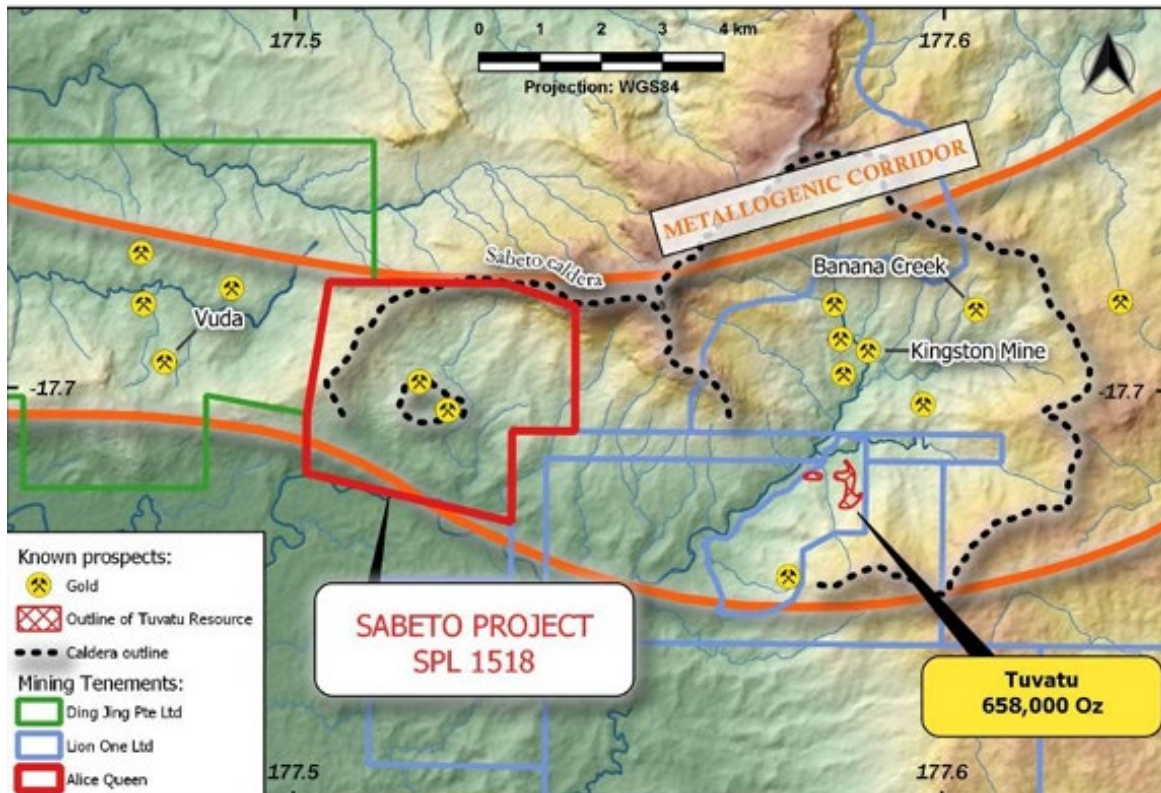 0 1 2 3 4 km
177.5
177.6
Projection: WGS84
METALLOGENIC CORRIDOR
Sabeto caldera
Banana Creek
Vuda
Kingston Mine
-17.7
-17.7
Known prospects:
Gold
Outline of Tuvatu Resource
Caldera outline
Mining Tenements:
Ding Jing Pte Ltd
Lion One Ltd
Alice Queen
SABETO PROJECT
SPL 1518
Tuvatu
658,000 Oz
177.5
177.6